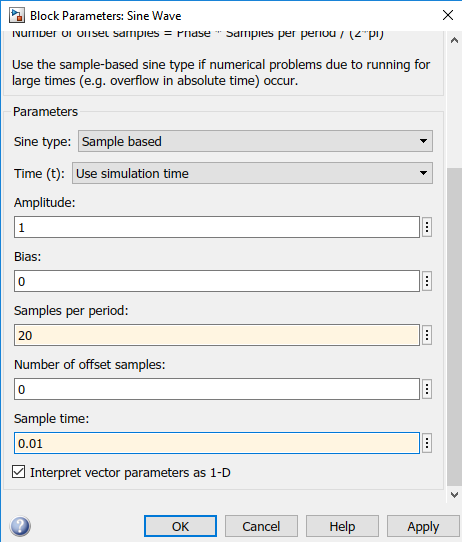 Block Parameters: Sine Wave
Number of offset samples = Phase * Samples per period / (2*pi)
Use the sample-based sine type if numerical problems due to running for
large times (e.g. overflow in absolute time) occur.
Parameters
Sine type: Sample based
Time (t): Use simulation time
Amplitude:
1
Bias:
0
Samples per period:
20
Number of offset samples:
0
Sample time:
0.01
Interpret vector parameters as 1-D
OK Cancel Help Apply